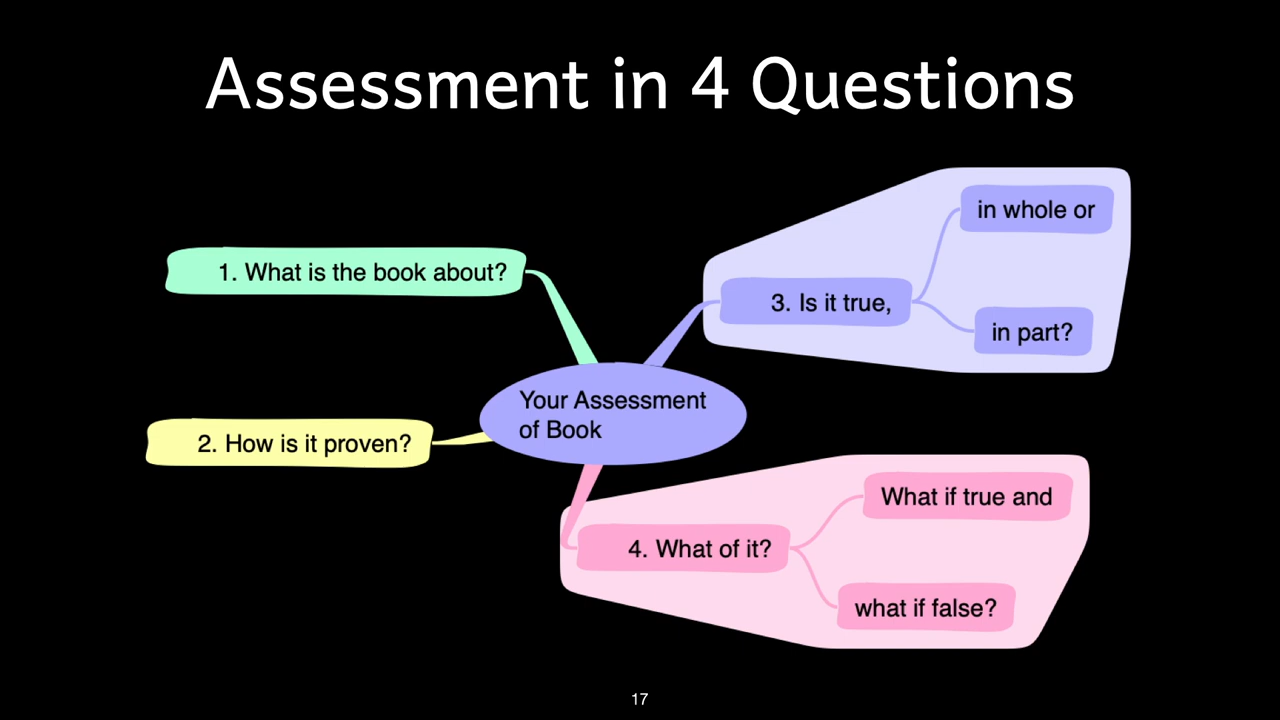 Assessment in 4 Questions
1. What is the book about?
2. How is it proven?
Your Assessment
of Book
3. Is it true,
in whole or
in part?
4. What of it?
What if true and
what if false?
17